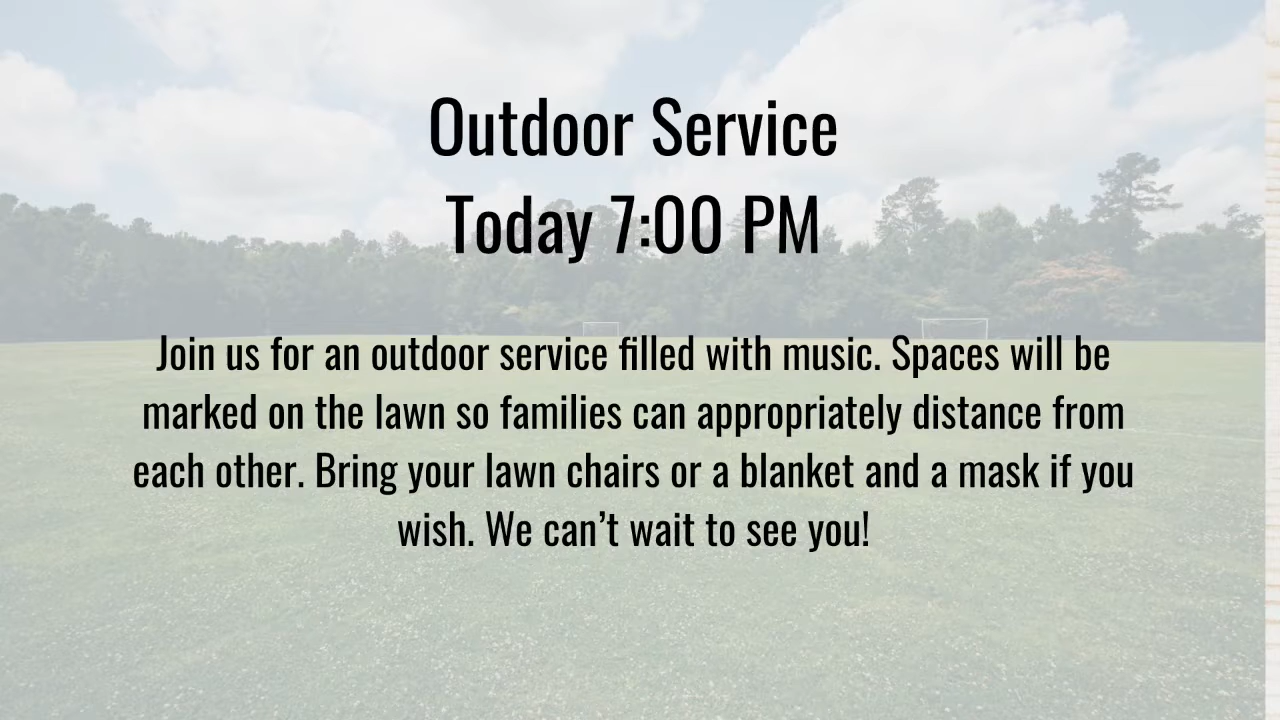 Outdoor Service
Today 7:00 PM
Join us for an outdoor service filled with music. Spaces will be
marked on the lawn so families can appropriately distance from
each other. Bring your lawn chairs or a blanket and a mask if you
wish. We can’t wait to see you!